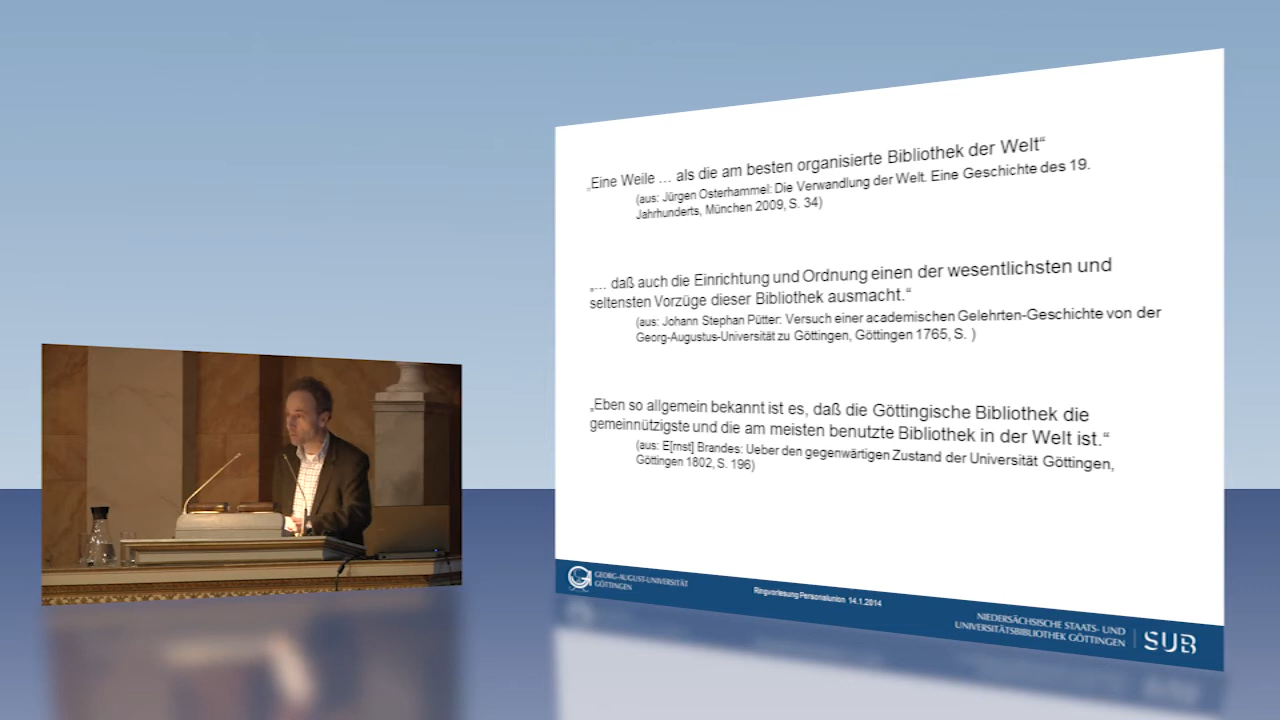 „Eine Weile … als die am besten organisierte Bibliothek der Welt“
(aus: Jürgen Osterhammel: Die Verwandlung der Welt. Eine Geschichte des 19.
Jahrhunderts, München 2009, S. 34)
„… daß auch die Einrichtung und Ordnung einen der wesentlichsten und
seltensten Vorzüge dieser Bibliothek ausmacht.“
(aus: Johann Stephan Pütter: Versuch einer academischen Gelehrten-Geschichte von der
Georg-Augustus-Universität zu Göttingen, Göttingen 1765, S. )
„Eben so allgemein bekannt ist es, daß die Göttingische Bibliothek die
gemeinnützigste und die am meisten benutzte Bibliothek in der Welt ist.“
(aus: E[rnst] Brandes: Ueber den gegenwärtigen Zustand der Universität Göttingen,
Göttingen 1802, S. 196)
GEORG-AUGUST-UNIVERSITÄT
GÖTTINGEN
Ringvorlesung Personalunion 14.1.2014
NIEDERSÄCHSISCHE STAATS- UND
UNIVERSITÄTSBIBLIOTHEK GÖTTINGEN
SUB